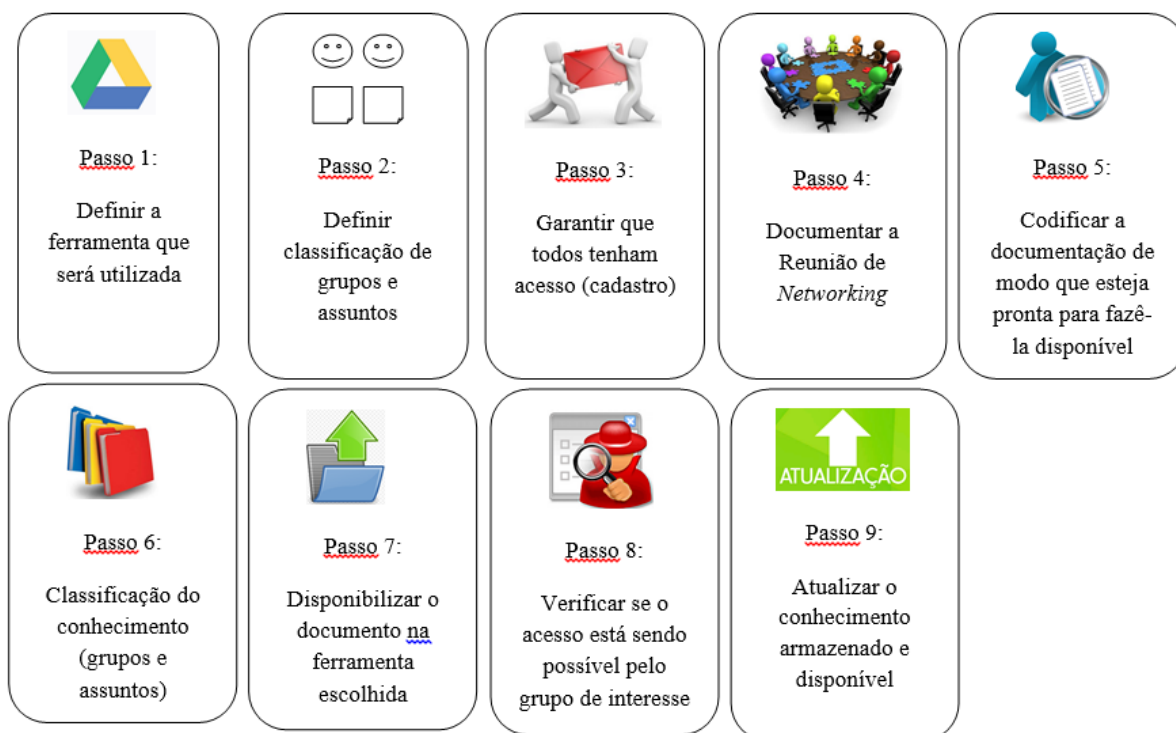 Passo 1:
Definir a
ferramenta que
será utilizada
Passo 2:
Definir
classificação de
grupos e
assuntos
Passo 3:
Garantir que
todos tenham
acesso (cadastro)
Passo 4:
Documentar a
Reunião de
Networking
Passo 5:
Codificar a
documentação de
modo que esteja
pronta para fazê-
la disponível
Passo 6:
Classificação do
conhecimento
(grupos e
assuntos)
Passo 7:
Disponibilizar o
documento na
ferramenta
escolhida
Passo 8:
Verificar se o
acesso está sendo
possível pelo
grupo de interesse
ATUALIZAÇÃO
Passo 9:
Atualizar o
conhecimento
armazenado e
disponível